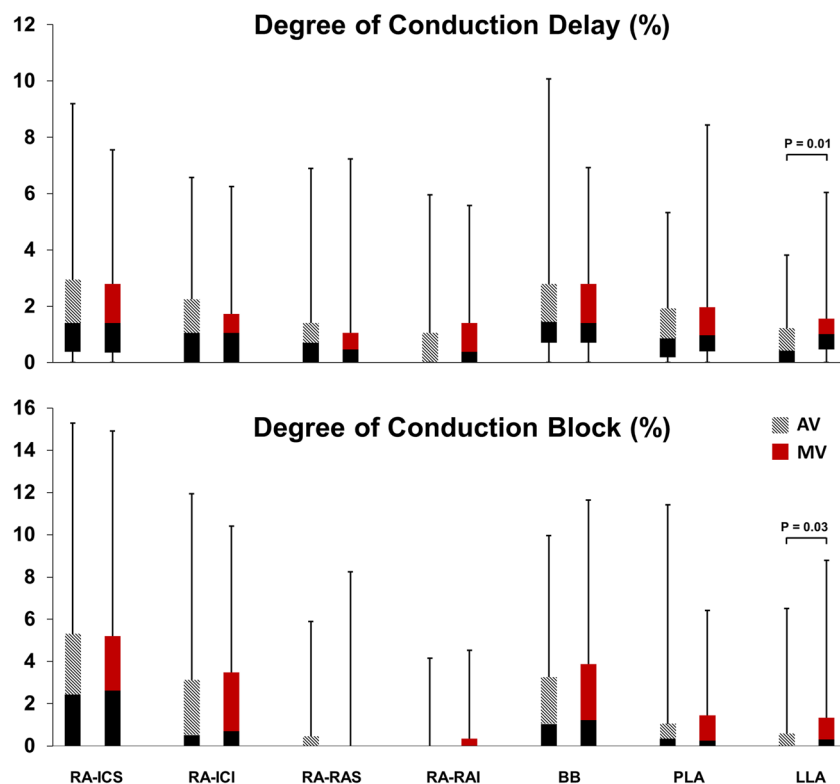 Degree of Conduction Delay (%)
12
10
8
6
4
2
0
P = 0.01
Degree of Conduction Block (%)
16
14
12
10
8
6
4
2
0
AV
MV
P = 0.03
RA-ICS RA-ICI RA-RAS RA-RAI BB PLA LLA